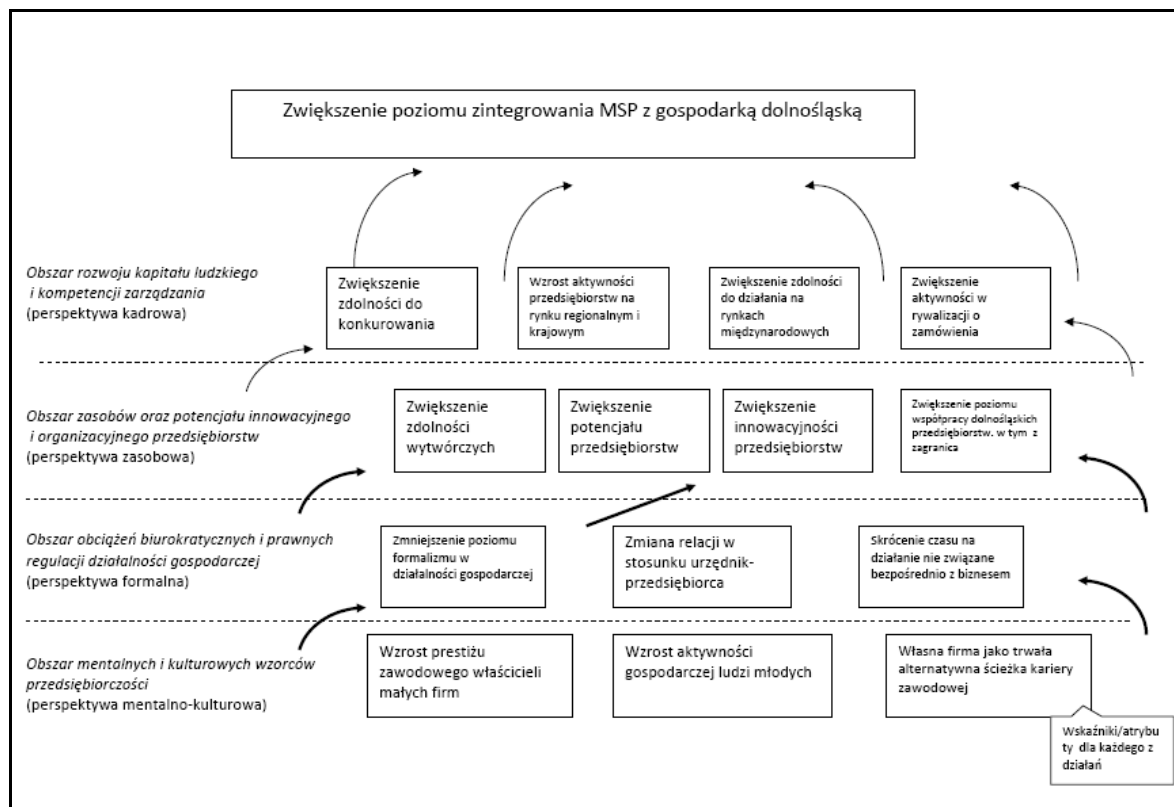 Zwiększenie poziomu zintegrowania MSP z gospodarką dolnośląską
Obszar rozwoju kapitału ludzkiego
i kompetencji zarządzania
(perspektywa kadrowa)
Zwiększenie
zdolności do
konkurowania
Wzrost aktywności
przedsiębiorstw na
rynku regionalnym i
krajowym
Zwiększenie zdolności
do działania na
rynkach
międzynarodowych
Zwiększenie
aktywności w
rywalizacji o
zamówienia
Obszar zasobów oraz potencjału innowacyjnego
i organizacyjnego przedsiębiorstw
(perspektywa zasobowa)
Zwiększenie
zdolności
wytwórczych
Zwiększenie
potencjału
przedsiębiorstw
Zwiększenie
innowacyjności
przedsiębiorstw
Zwiększenie poziomu
współpracy dolnośląskich
przedsiębiorstw. w tym z
zagranica
Obszar obciążeń biurokratycznych i prawnych
regulacji działalności gospodarczej
(perspektywa formalna)
Zmniejszenie poziomu
formalizmu w
działalności gospodarczej
Zmiana relacji w
stosunku urzędnik-
przedsiębiorca
Skrócenie czasu na
działanie nie związane
bezpośrednio z biznesem
Obszar mentalnych i kulturowych wzorców
przedsiębiorczości
(perspektywa mentalno-kulturowa)
Wzrost prestiżu
zawodowego właścicieli
małych firm
Wzrost aktywności
gospodarczej ludzi młodych
Własna firma jako trwała
alternatywna ścieżka kariery
zawodowej
Wskaźniki/atrybu
ty dla każdego z
działań